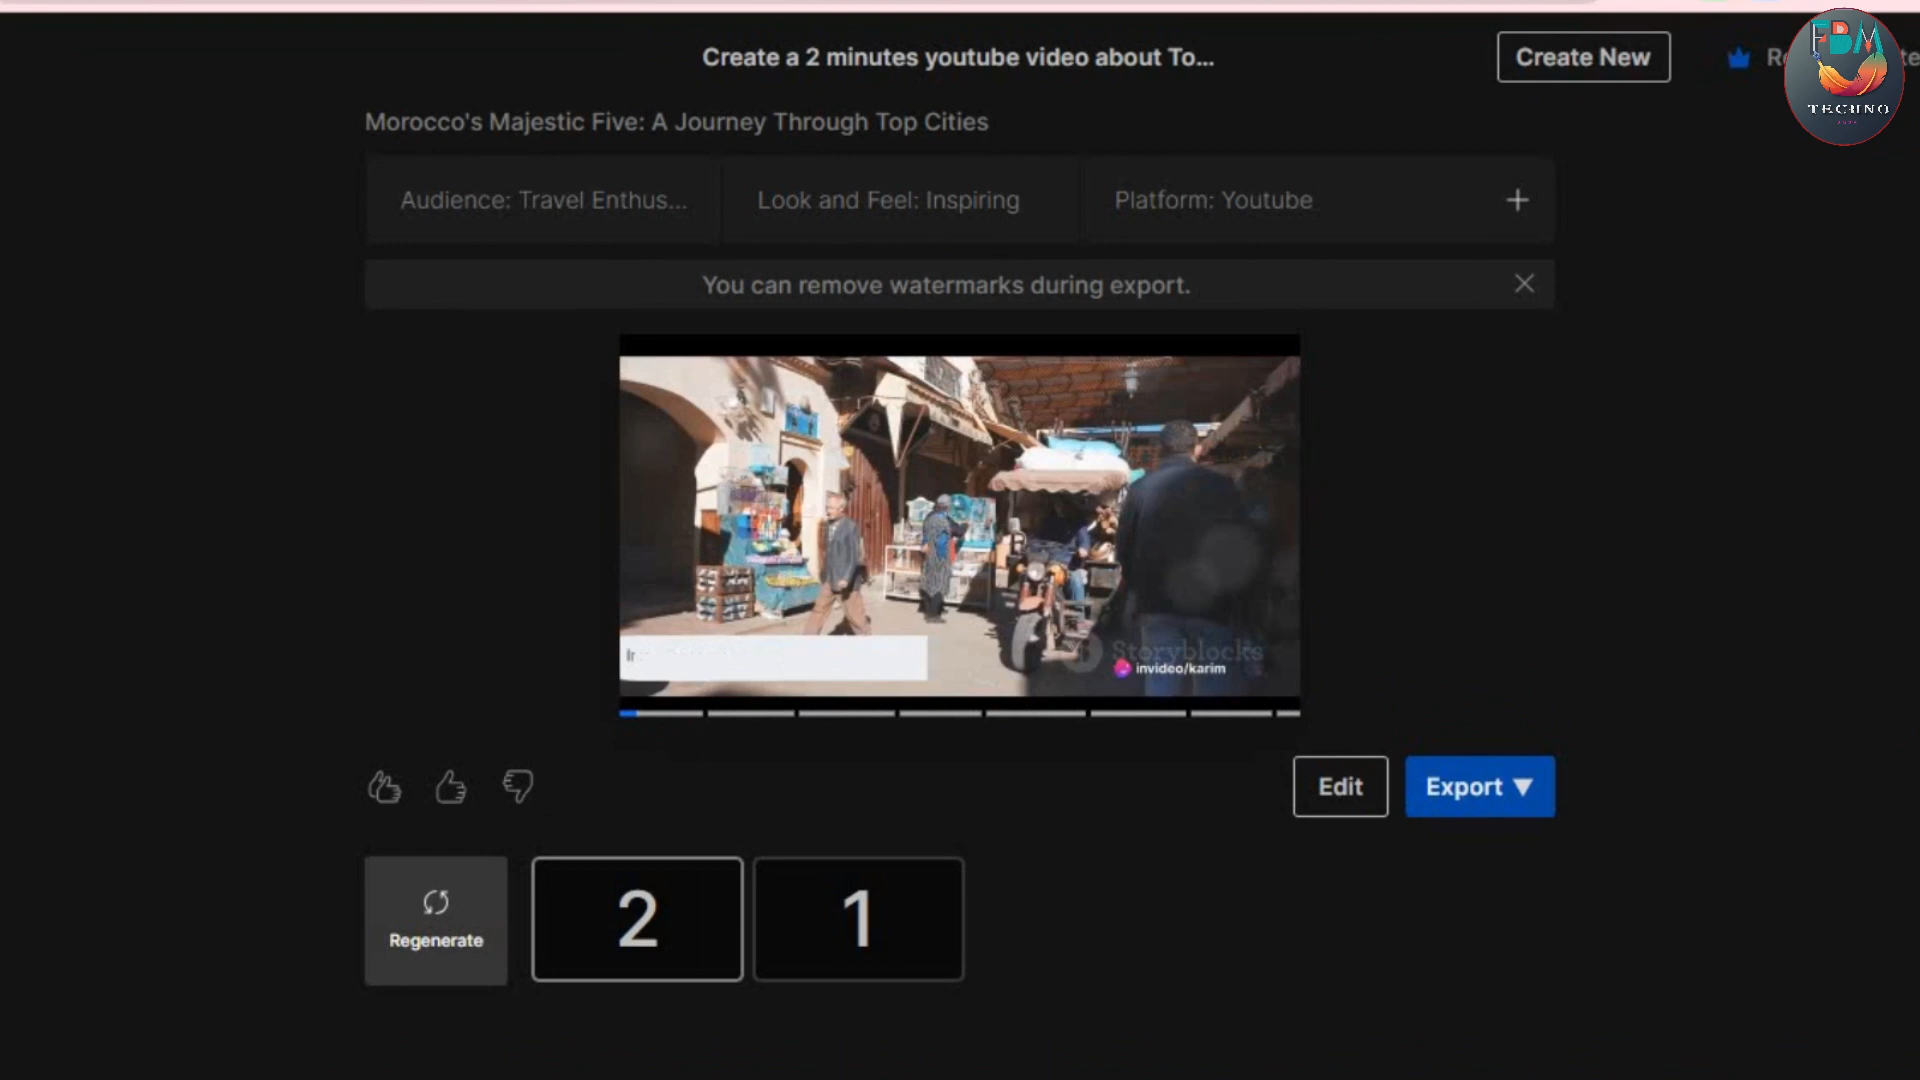 Create a 2 minutes youtube video about To...
Create New
FBM
TECHNO
Morocco's Majestic Five: A Journey Through Top Cities
Audience: Travel Enthus...
Look and Feel: Inspiring
Platform: Youtube
You can remove watermarks during export.
Storyblocks
invideo/karim
Edit
Export
Regenerate
2
1